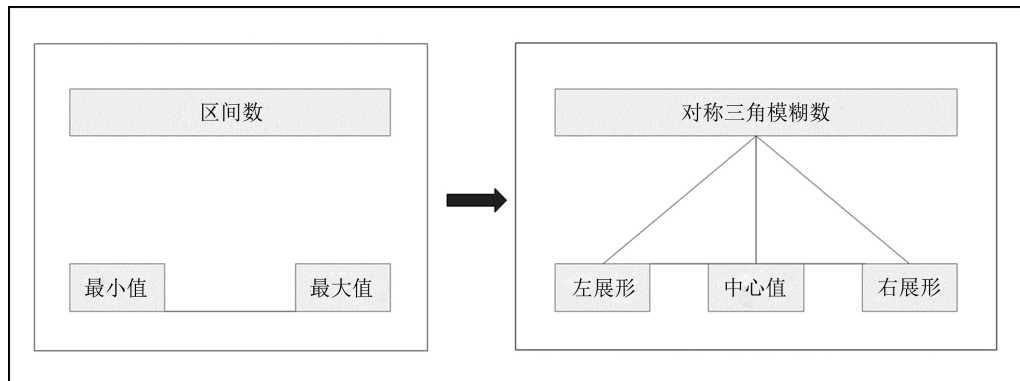 区间数
最小值
最大值
对称三角模糊数
左展形
中心值
右展形